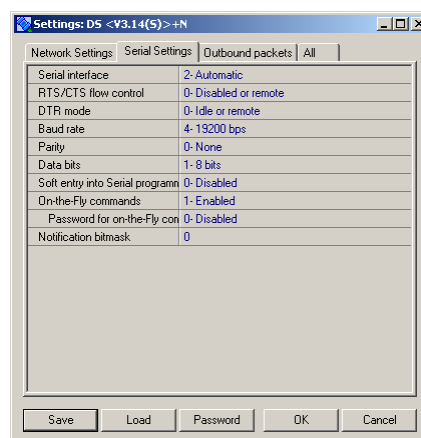 Settings: DS <V3.14(S)>+N
Network Settings Serial Settings Outbound packets All
Serial interface 2- Automatic
RTS/CTS flow control 0- Disabled or remote
DTR mode 0- Idle or remote
Baud rate 4- 19200 bps
Parity 0- None
Data bits 1- 8 bits
Soft entry into Serial programn 0- Disabled
On-the-Fly commands 1- Enabled
Password for on-the-Fly con 0- Disabled
Notification bitmask 0
Save Load Password OK Cancel